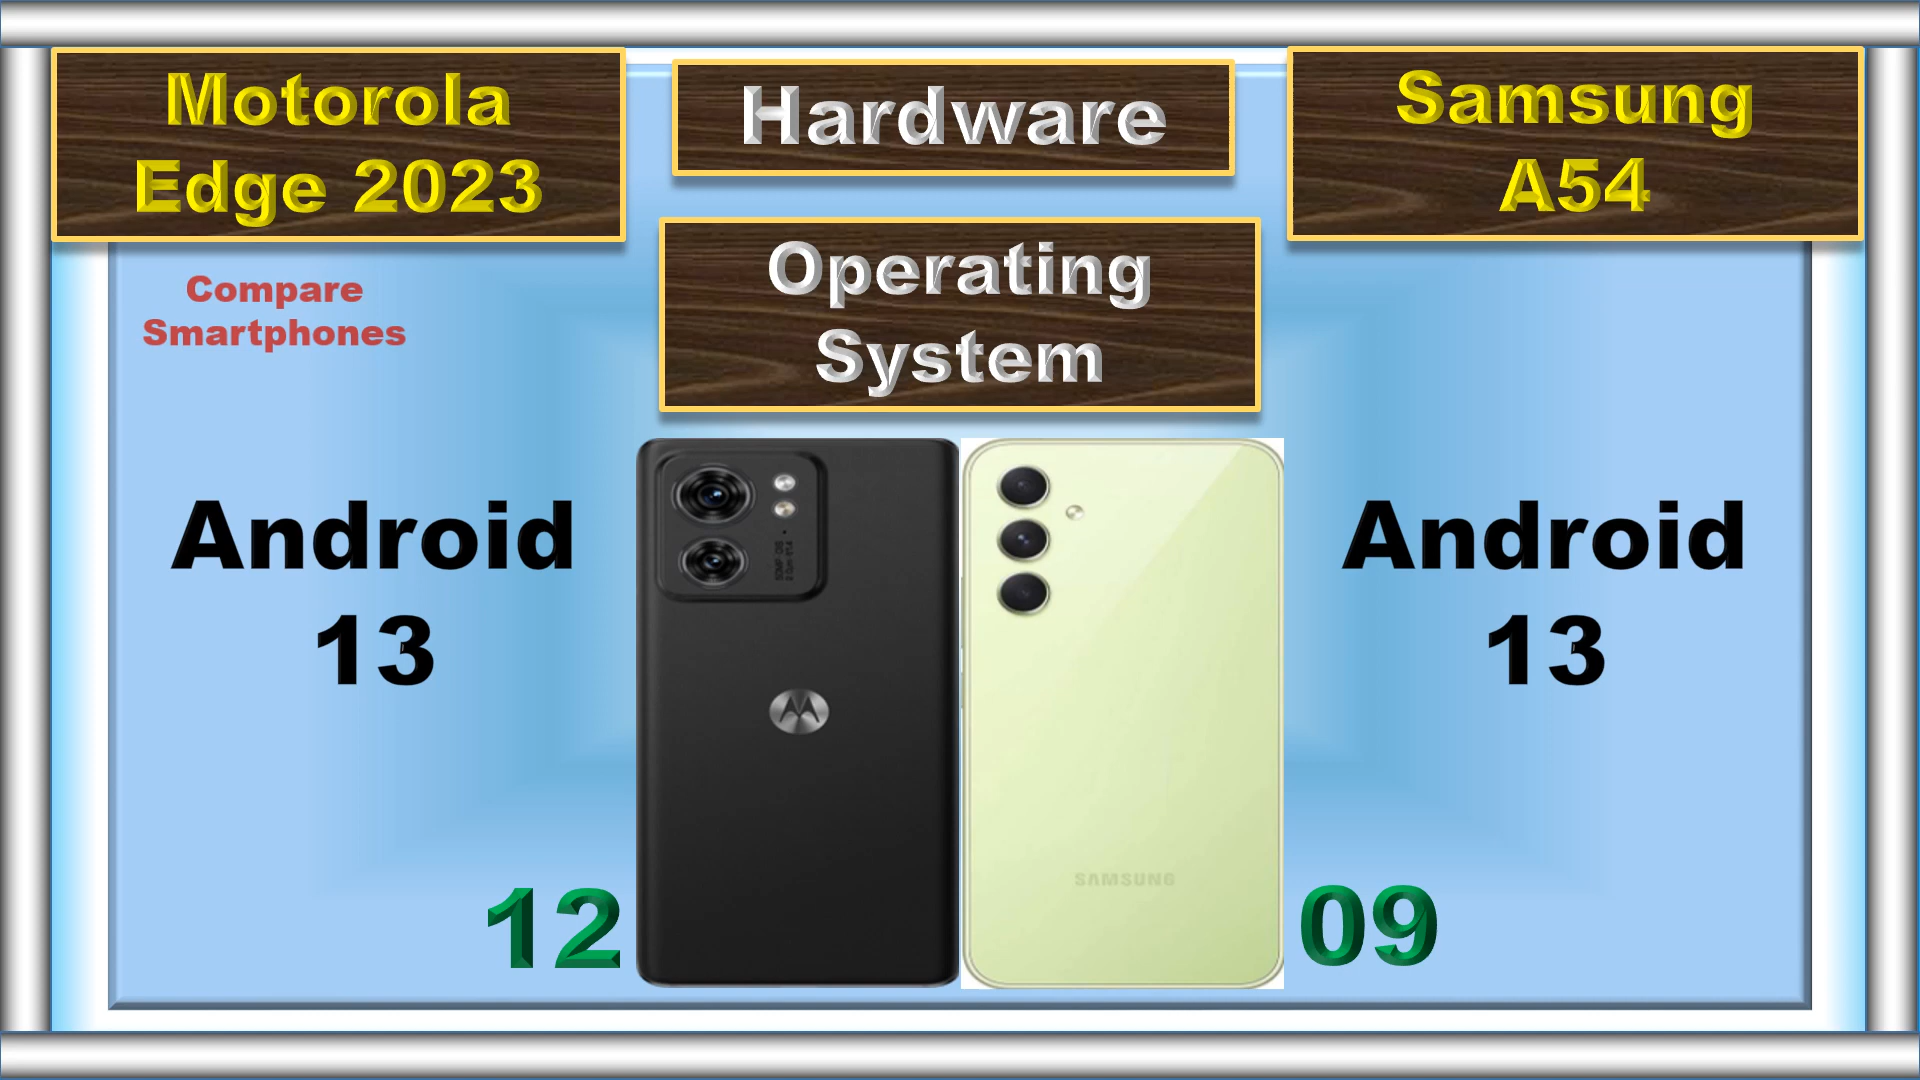 Motorola
Edge 2023
Hardware
Samsung
A54
Operating
System
Compare
Smartphones
Android
13
Android
13
SAMSUNG
12
09